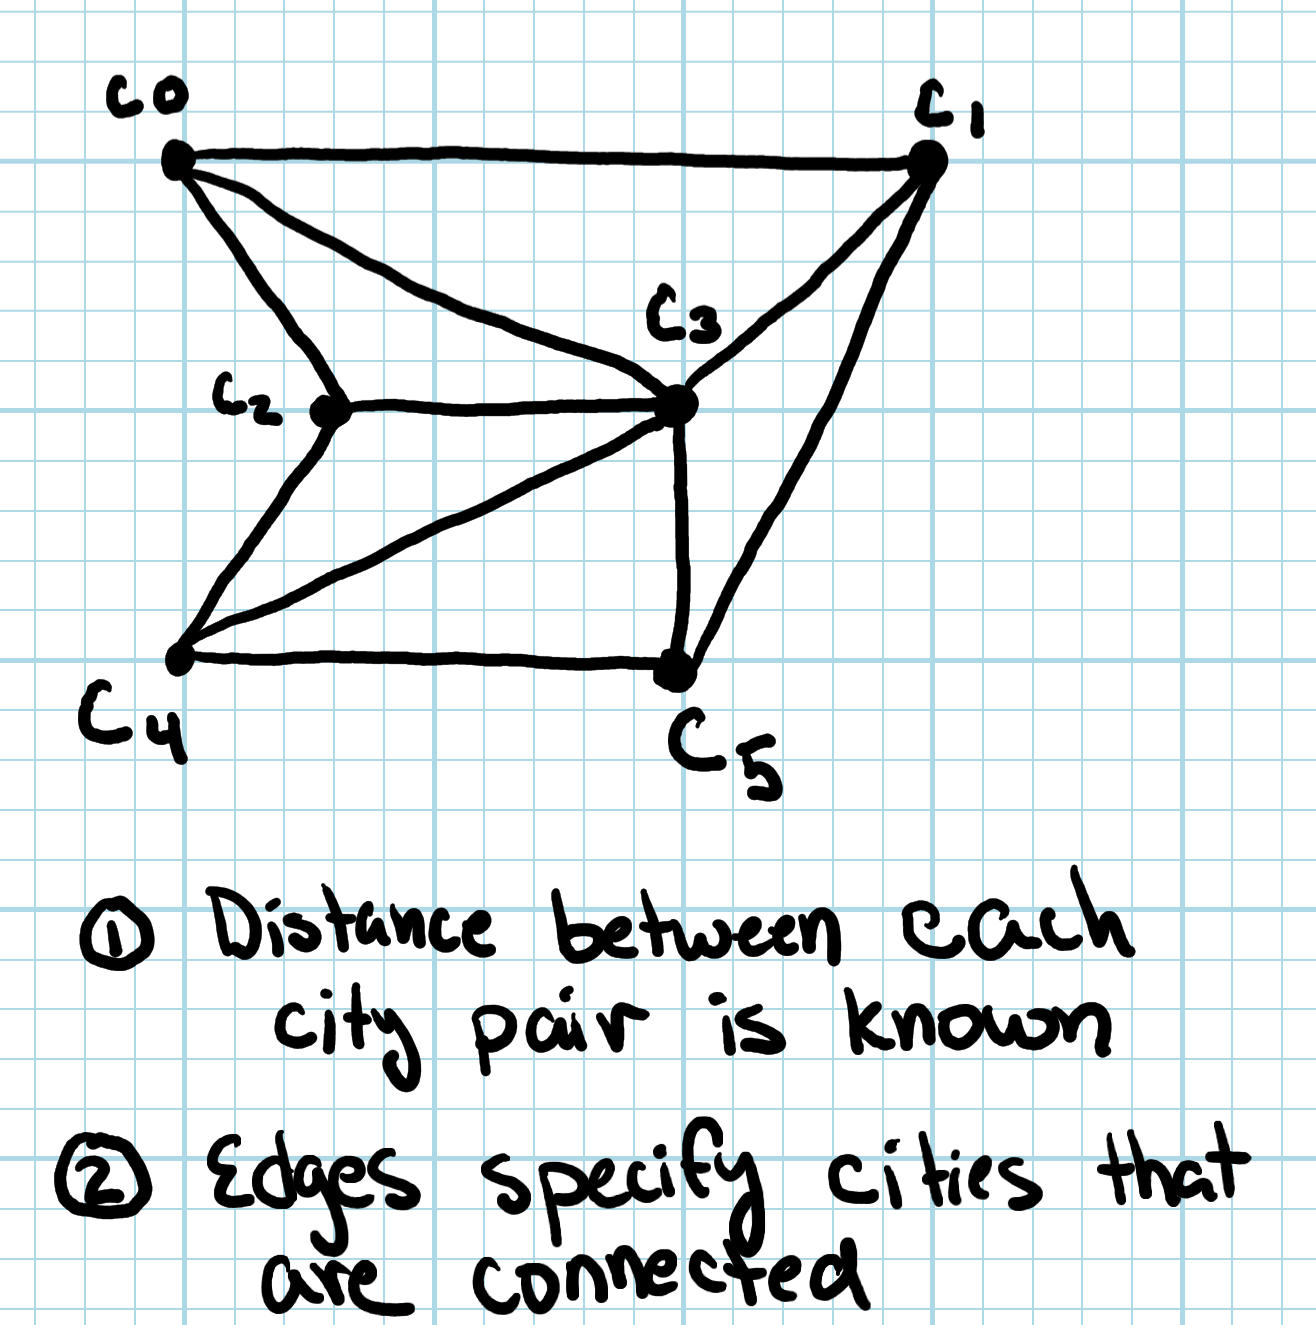 C0
C1
C3
C2
C4
C5
① Distance between each
city pair is known
② Edges specify cities that
are connected